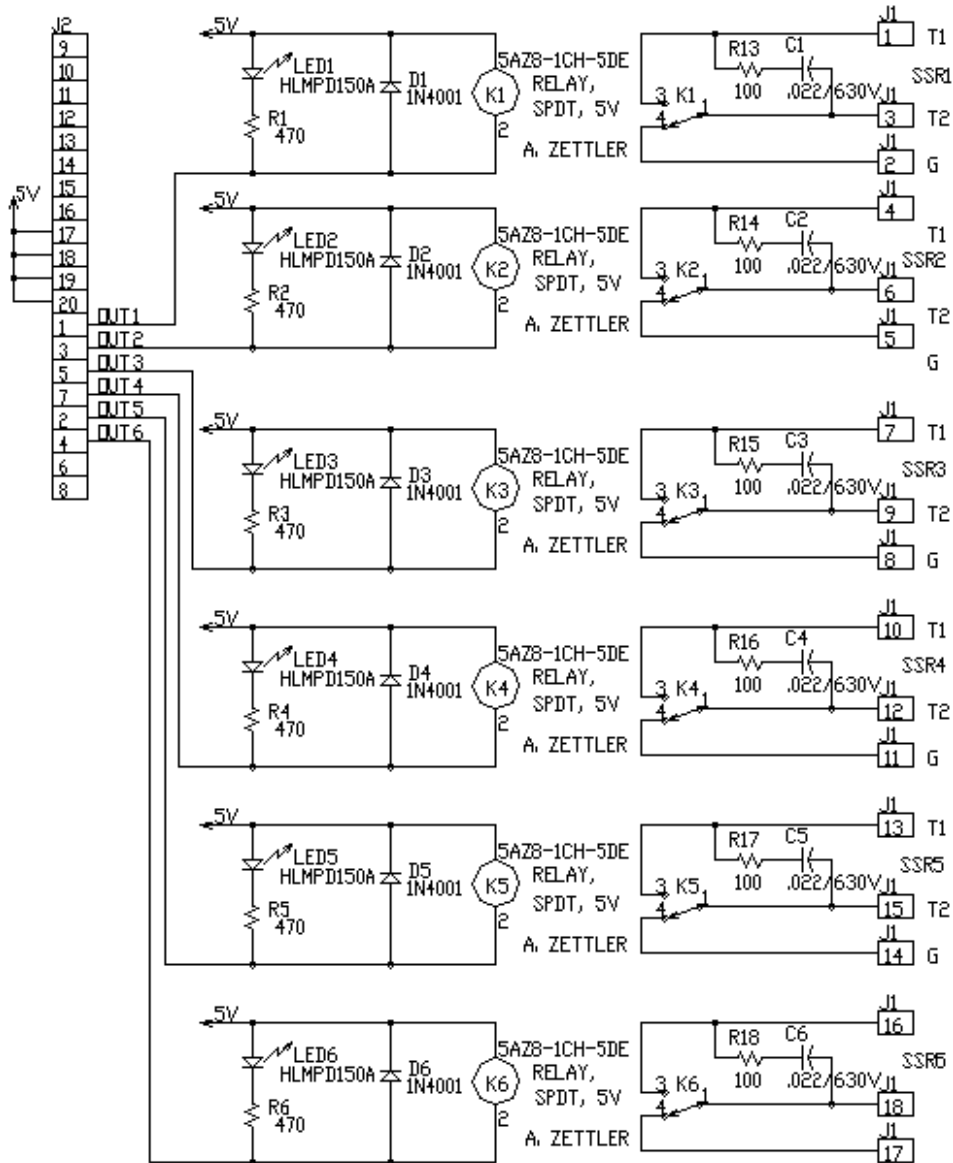 J2
9
10
11
12
13
14
15
16
17
18
19
20
1
3
5
7
2
4
6
8
5V
OUT1
OUT2
OUT3
OUT4
OUT5
OUT6
5V
LED1
HLMPD150A
R1
470
D1
1N4001
K1
2
5AZ8-1CH-5DE
RELAY,
SPDT, 5V
A. ZETTLER
3 K1 1
4
R13
100
C1
.022/630V
J1
1 T1
SSR1
J1
3 T2
J1
2 G
5V
LED2
HLMPD150A
R2
470
D2
1N4001
K2
2
5AZ8-1CH-5DE
RELAY,
SPDT, 5V
A. ZETTLER
3 K2 1
4
R14
100
C2
.022/630V
J1
4
T1
SSR2
J1
6
T2
J1
5
G
5V
LED3
HLMPD150A
R3
470
D3
1N4001
K3
2
5AZ8-1CH-5DE
RELAY,
SPDT, 5V
A. ZETTLER
3 K3 1
4
R15
100
C3
.022/630V
J1
7 T1
SSR3
J1
9 T2
J1
8 G
5V
LED4
HLMPD150A
R4
470
D4
1N4001
K4
2
5AZ8-1CH-5DE
RELAY,
SPDT, 5V
A. ZETTLER
3 K4 1
4
R16
100
C4
.022/630V
J1
10 T1
SSR4
J1
12 T2
J1
11 G
5V
LED5
HLMPD150A
R5
470
D5
1N4001
K5
2
5AZ8-1CH-5DE
RELAY,
SPDT, 5V
A. ZETTLER
3 K5 1
4
R17
100
C5
.022/630V
J1
13 T1
SSR5
J1
15 T2
J1
14 G
5V
LED6
HLMPD150A
R6
470
D6
1N4001
K6
2
5AZ8-1CH-5DE
RELAY,
SPDT, 5V
A. ZETTLER
3 K6 1
4
R18
100
C6
.022/630V
J1
16
SSR6
J1
18
J1
17